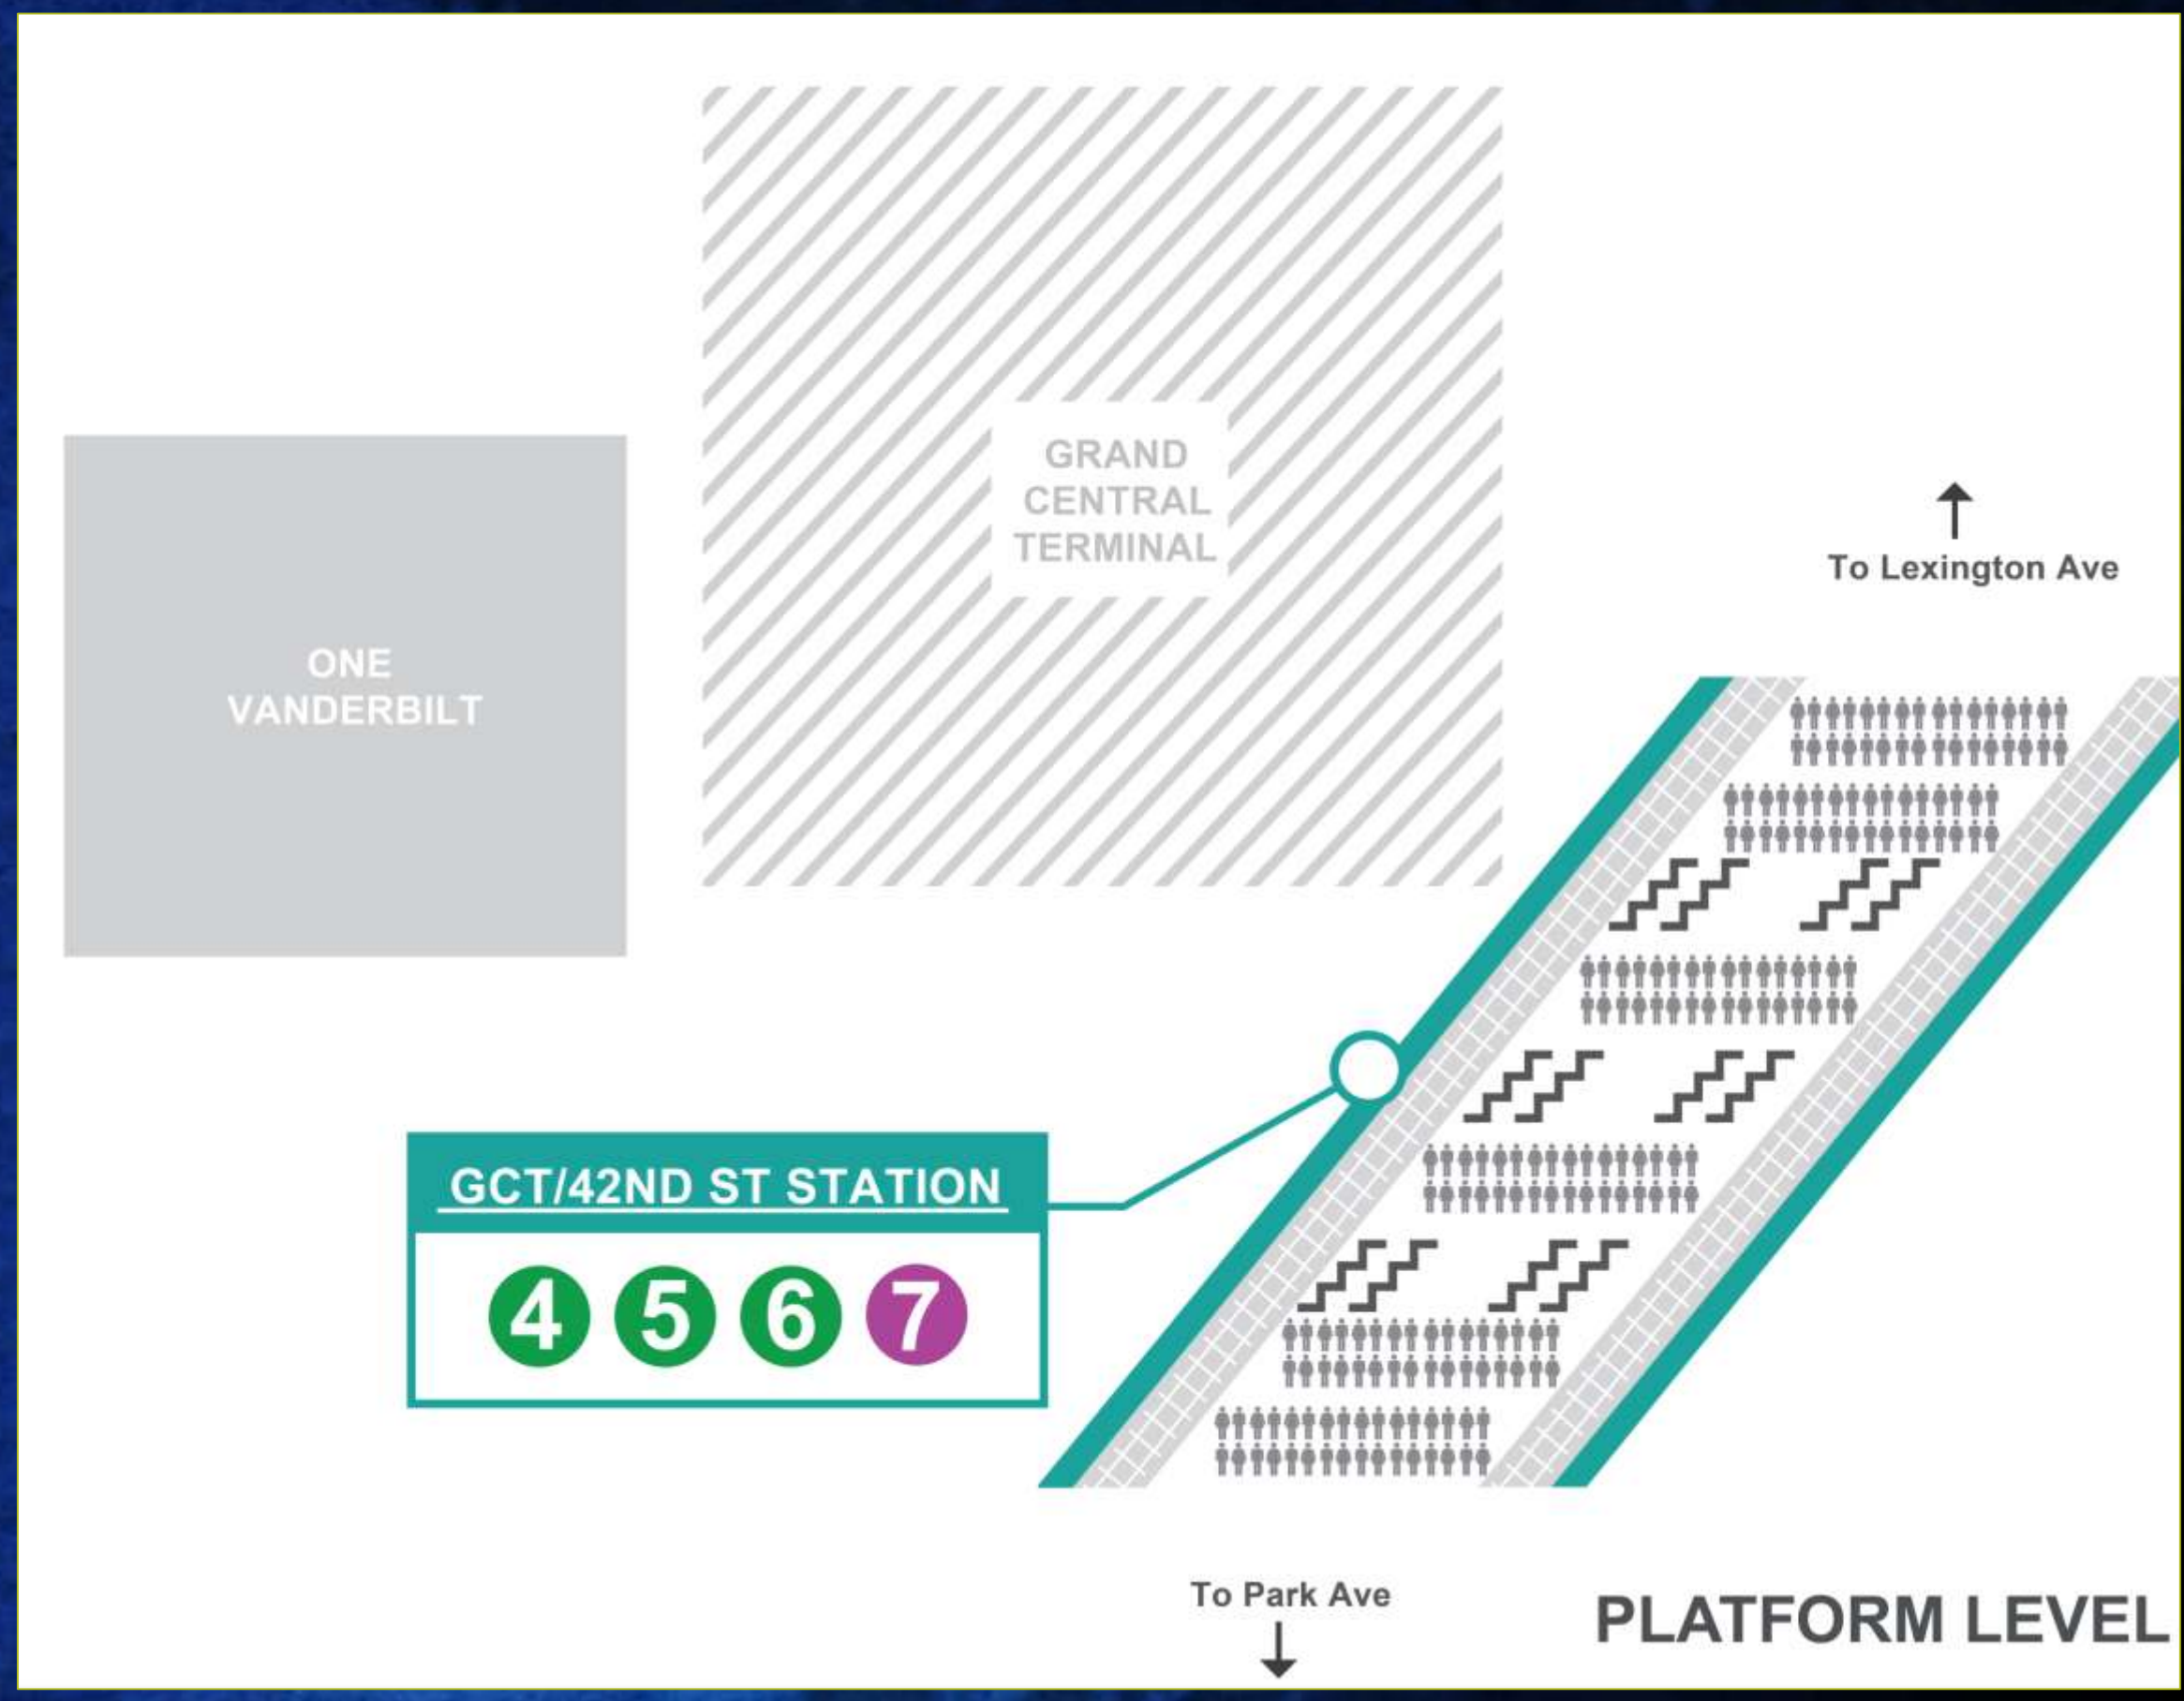 GRAND
CENTRAL
TERMINAL
To Lexington Ave
ONE
VANDERBILT
GCT/42ND ST STATION
4 5 6 7
To Park Ave
PLATFORM LEVEL